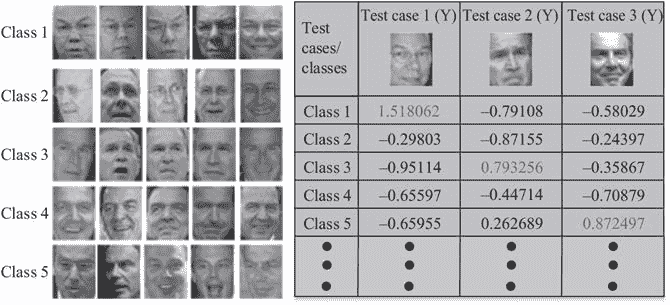 Class 1
Class 2
Class 3
Class 4
Class 5
Test cases/ classes Test case 1 (Y) Test case 2 (Y) Test case 3 (Y)
Class 1 1.518062 –0.79108 –0.58029
Class 2 –0.29803 –0.87155 –0.24397
Class 3 –0.95114 0.793256 –0.35867
Class 4 –0.65597 –0.44714 –0.70879
Class 5 –0.65955 0.262689 0.872497